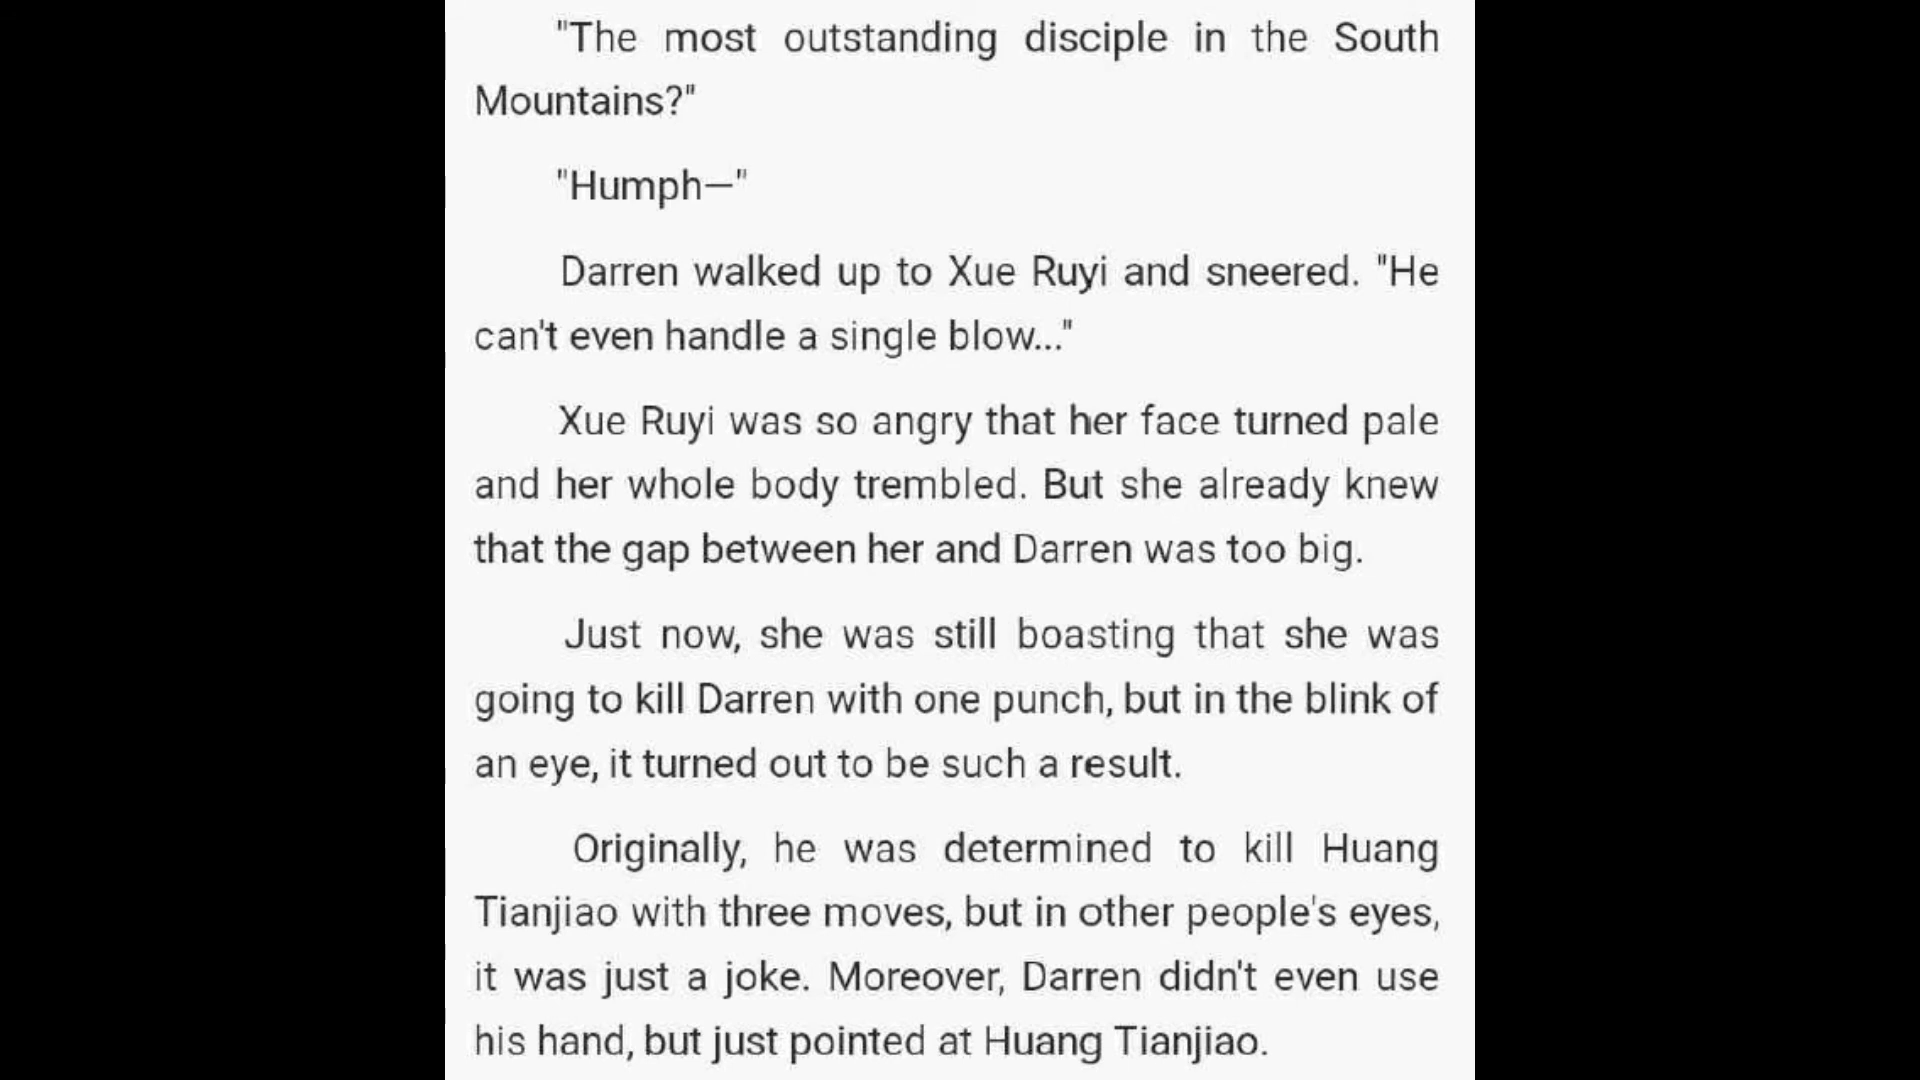 "The most outstanding disciple in the South
Mountains?"
"Humph—"
Darren walked up to Xue Ruyi and sneered. "He
can't even handle a single blow..."
Xue Ruyi was so angry that her face turned pale
and her whole body trembled. But she already knew
that the gap between her and Darren was too big.
Just now, she was still boasting that she was
going to kill Darren with one punch, but in the blink of
an eye, it turned out to be such a result.
Originally, he was determined to kill Huang
Tianjiao with three moves, but in other people's eyes,
it was just a joke. Moreover, Darren didn't even use
his hand, but just pointed at Huang Tianjiao.